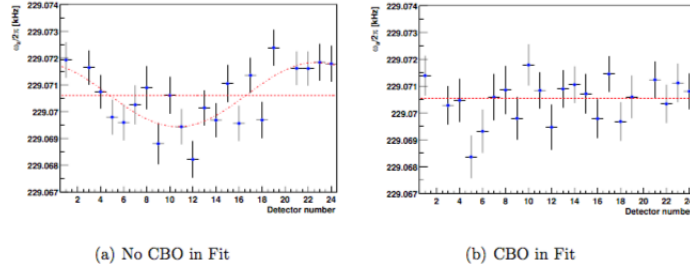 ωa/2π [kHz]
229.074
229.073
229.072
229.071
229.07
229.069
229.068
229.067
2 4 6 8 10 12 14 16 18 20 22 24
Detector number
(a) No CBO in Fit
ωa/2π [kHz]
229.074
229.073
229.072
229.071
229.07
229.069
229.068
229.067
2 4 6 8 10 12 14 16 18 20 22 24
Detector number
(b) CBO in Fit